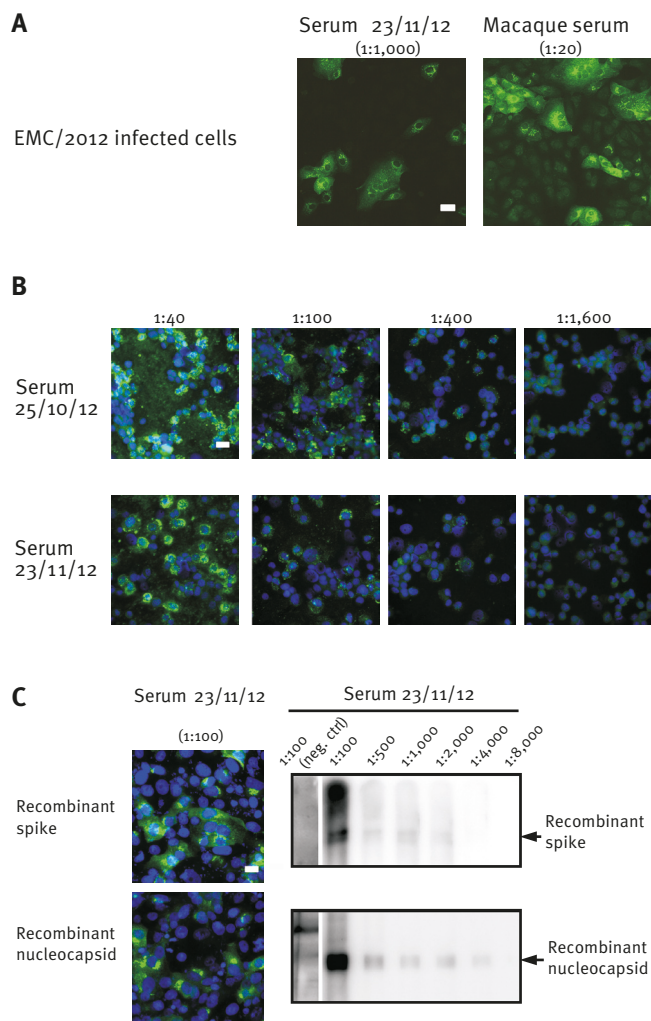 A
Serum 23/11/12
(1:1,000)
Macaque serum
(1:20)
EMC/2012 infected cells
B
1:40
1:100
1:400
1:1,600
Serum
25/10/12
Serum
23/11/12
C
Serum 23/11/12
(1:100)
Serum 23/11/12
1:100
(neg. ctrl)
1:100
1:500
1:1,000
1:2,000
1:4,000
1:8,000
Recombinant
spike
Recombinant
spike
Recombinant
nucleocapsid
Recombinant
nucleocapsid